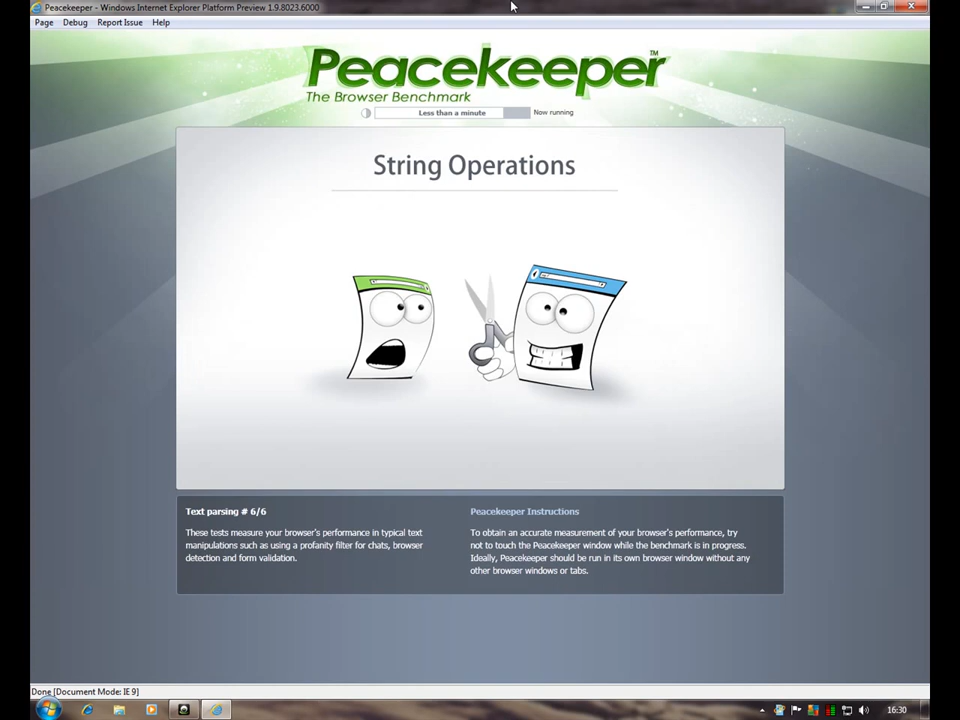 Peacekeeper - Windows Internet Explorer Platform Preview 1.9.8023.6000
Page Debug Report Issue Help
Peacekeeper™
The Browser Benchmark
Less than a minute Now running
String Operations
Text parsing # 6/6
These tests measure your browser's performance in typical text
manipulations such as using a profanity filter for chats, browser
detection and form validation.
Peacekeeper Instructions
To obtain an accurate measurement of your browser's performance, try
not to touch the Peacekeeper window while the benchmark is in progress.
Ideally, Peacekeeper should be run in its own browser window without any
other browser windows or tabs.
Done [Document Mode: IE 9]
16:30